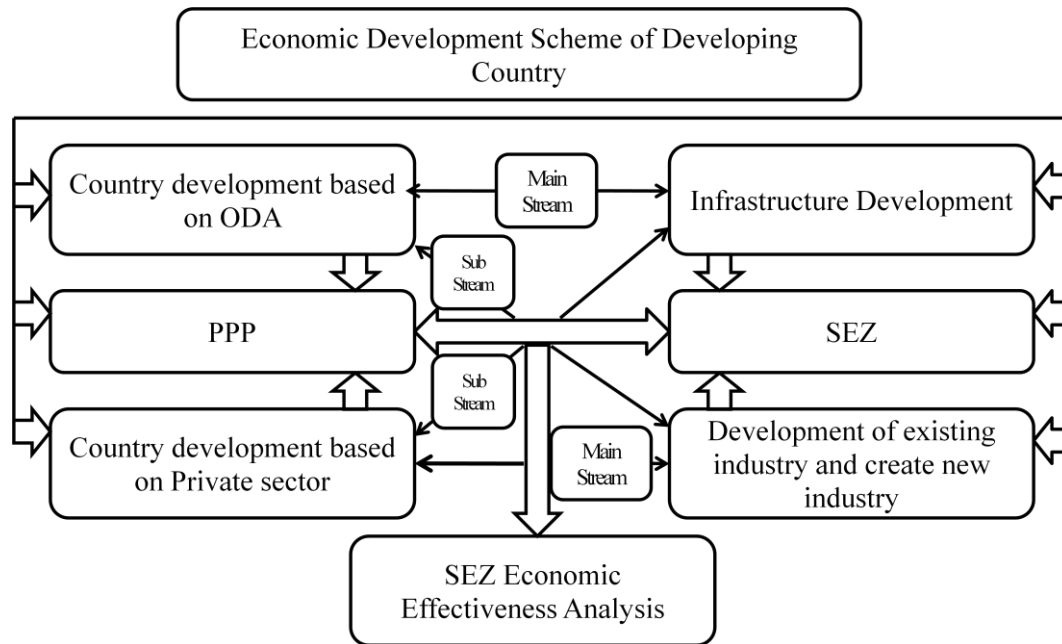 Economic Development Scheme of Developing
Country
Country development based
on ODA
Main
Stream
Infrastructure Development
Sub
Stream
PPP
SEZ
Sub
Stream
Country development based
on Private sector
Main
Stream
Development of existing
industry and create new
industry
SEZ Economic
Effectiveness Analysis